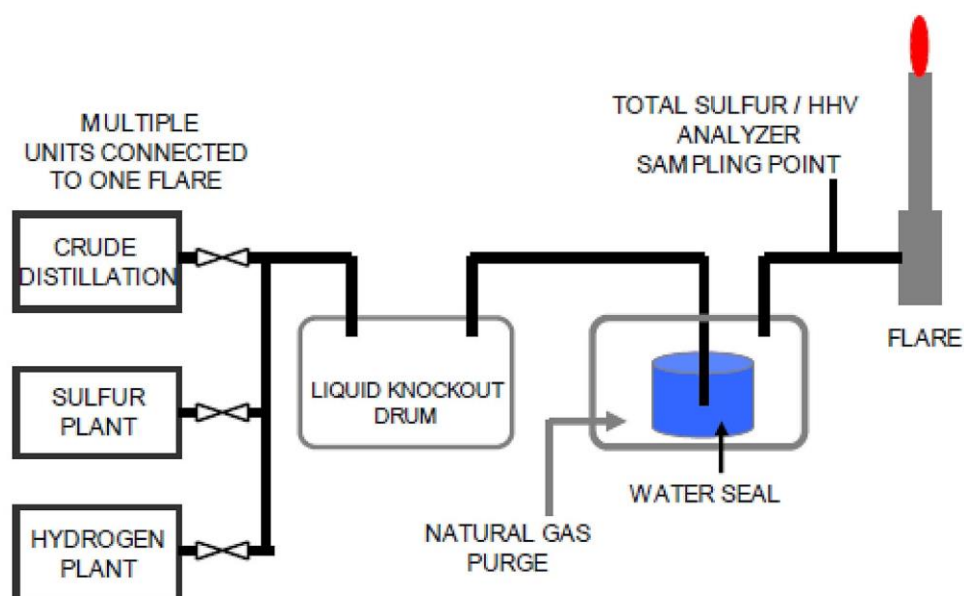 MULTIPLE
UNITS CONNECTED
TO ONE FLARE
CRUDE
DISTILLATION
SULFUR
PLANT
HYDROGEN
PLANT
LIQUID KNOCKOUT
DRUM
NATURAL GAS
PURGE
WATER SEAL
TOTAL SULFUR / HHV
ANALYZER
SAMPLING POINT
FLARE